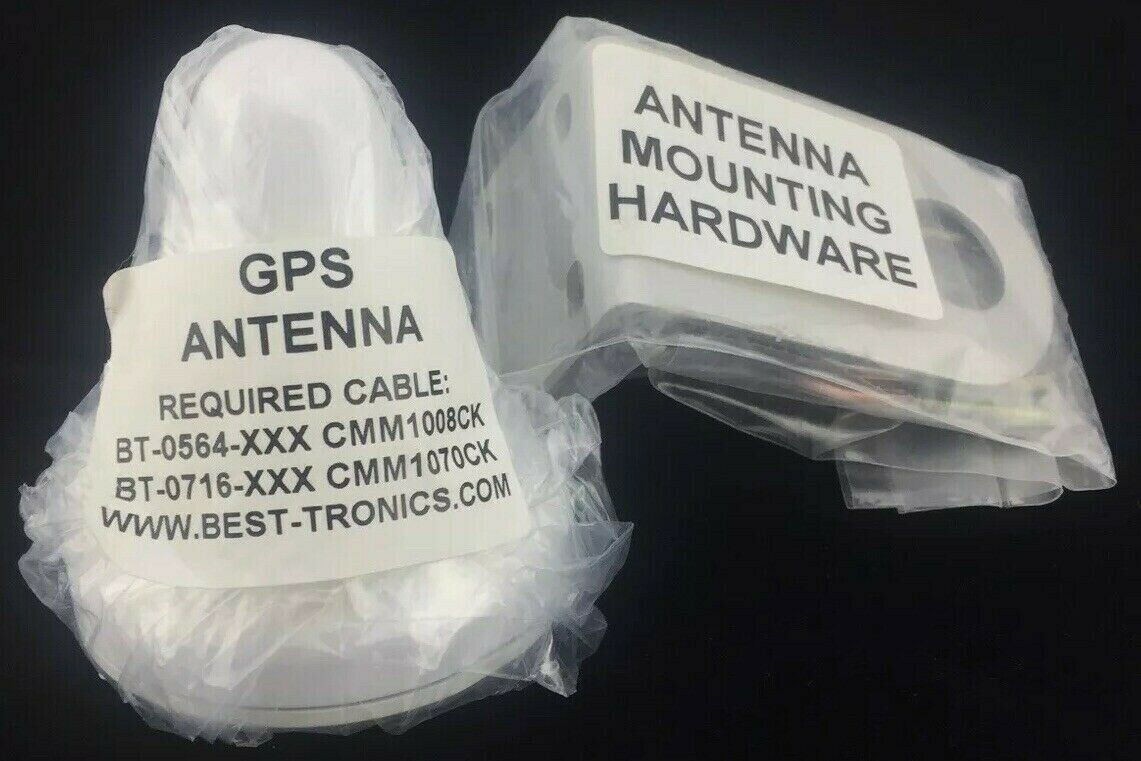 GPS
ANTENNA
REQUIRED CABLE:
BT-0564-XXX CMM1008CK
BT-0716-XXX CMM1070CK
WWW.BEST-TRONICS.COM
ANTENNA
MOUNTING
HARDWARE